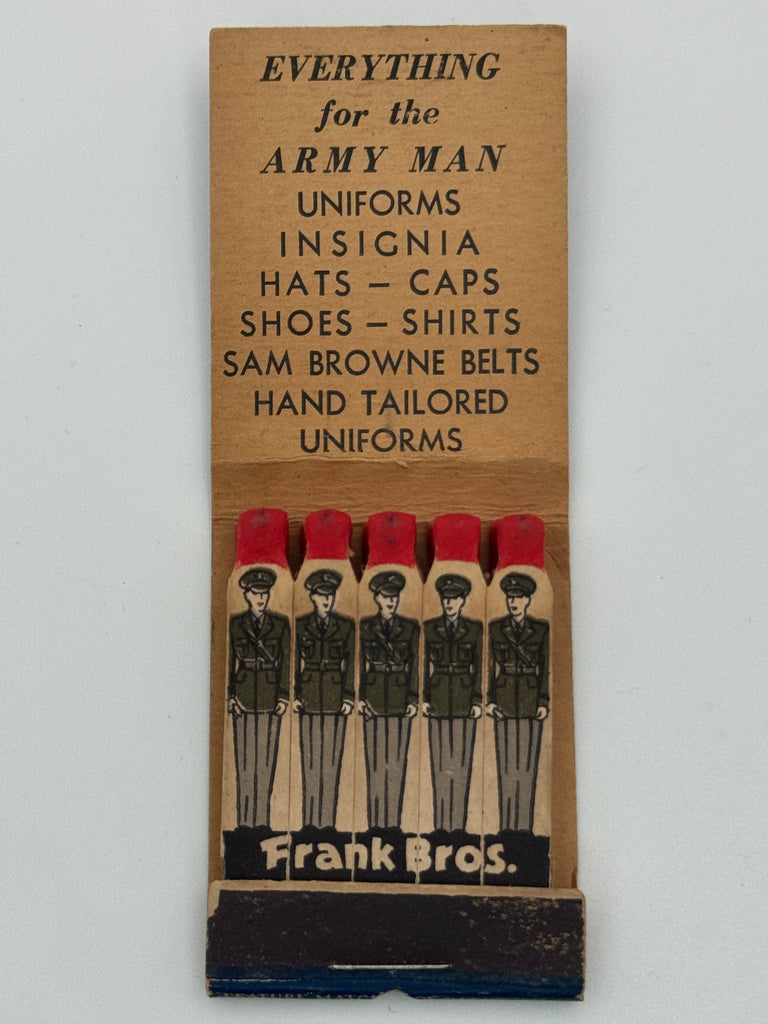 EVERYTHING
for the
ARMY MAN
UNIFORMS
INSIGNIA
HATS – CAPS
SHOES – SHIRTS
SAM BROWNE BELTS
HAND TAILORED
UNIFORMS
Frank Bros.